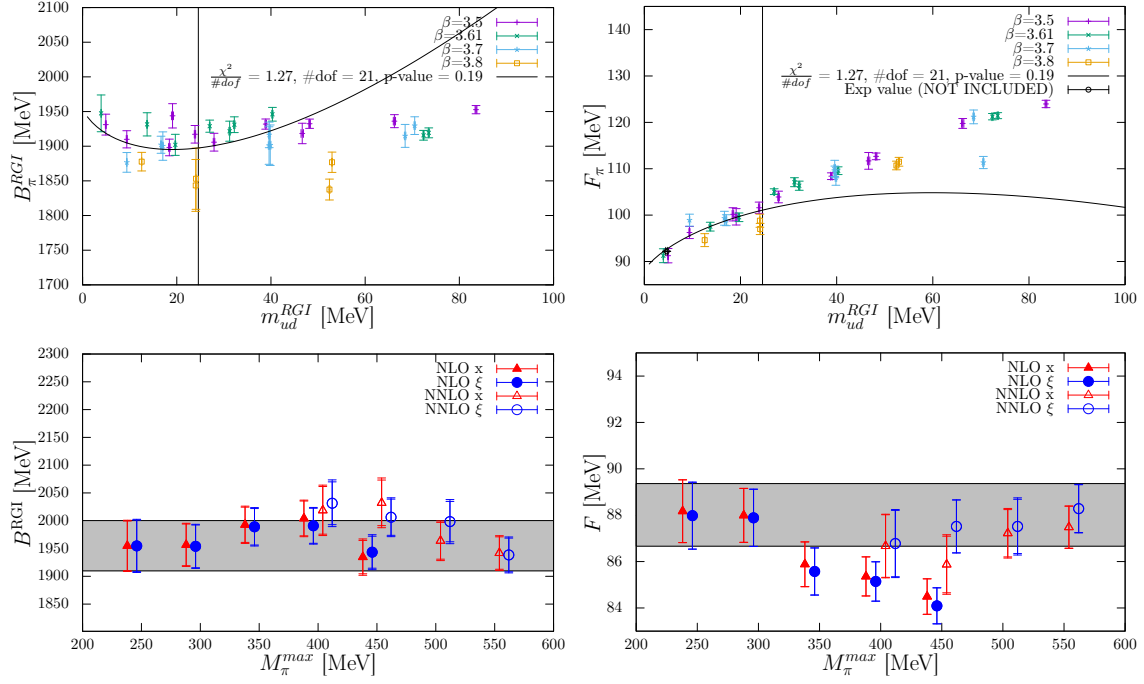 2100
2050
2000
1950
1900
1850
1800
1750
1700
B_π^{RGI} [MeV]
β=3.5
β=3.61
β=3.7
β=3.8
χ²/#dof = 1.27, #dof = 21, p-value = 0.19
0 20 40 60 80 100
m_{ud}^{RGI} [MeV]
140
130
120
110
100
90
F_π [MeV]
β=3.5
β=3.61
β=3.7
β=3.8
χ²/#dof = 1.27, #dof = 21, p-value = 0.19
Exp value (NOT INCLUDED)
0 20 40 60 80 100
m_{ud}^{RGI} [MeV]
2300
2250
2200
2150
2100
2050
2000
1950
1900
1850
1800
B^{RGI} [MeV]
NLO x
NLO ξ
NNLO x
NNLO ξ
200 250 300 350 400 450 500 550 600
M_π^{max} [MeV]
94
92
90
88
86
84
F [MeV]
NLO x
NLO ξ
NNLO x
NNLO ξ
200 250 300 350 400 450 500 550 600
M_π^{max} [MeV]